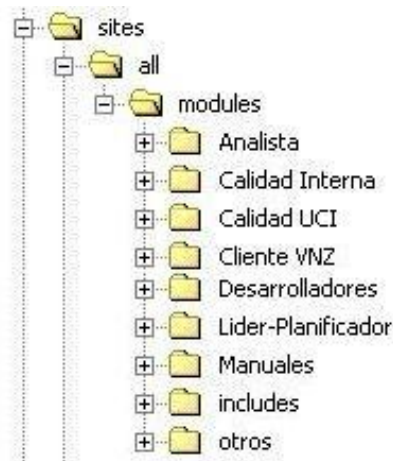 sites
all
modules
Analista
Calidad Interna
Calidad UCI
Cliente VNZ
Desarrolladores
Lider-Planificador
Manuales
includes
otros